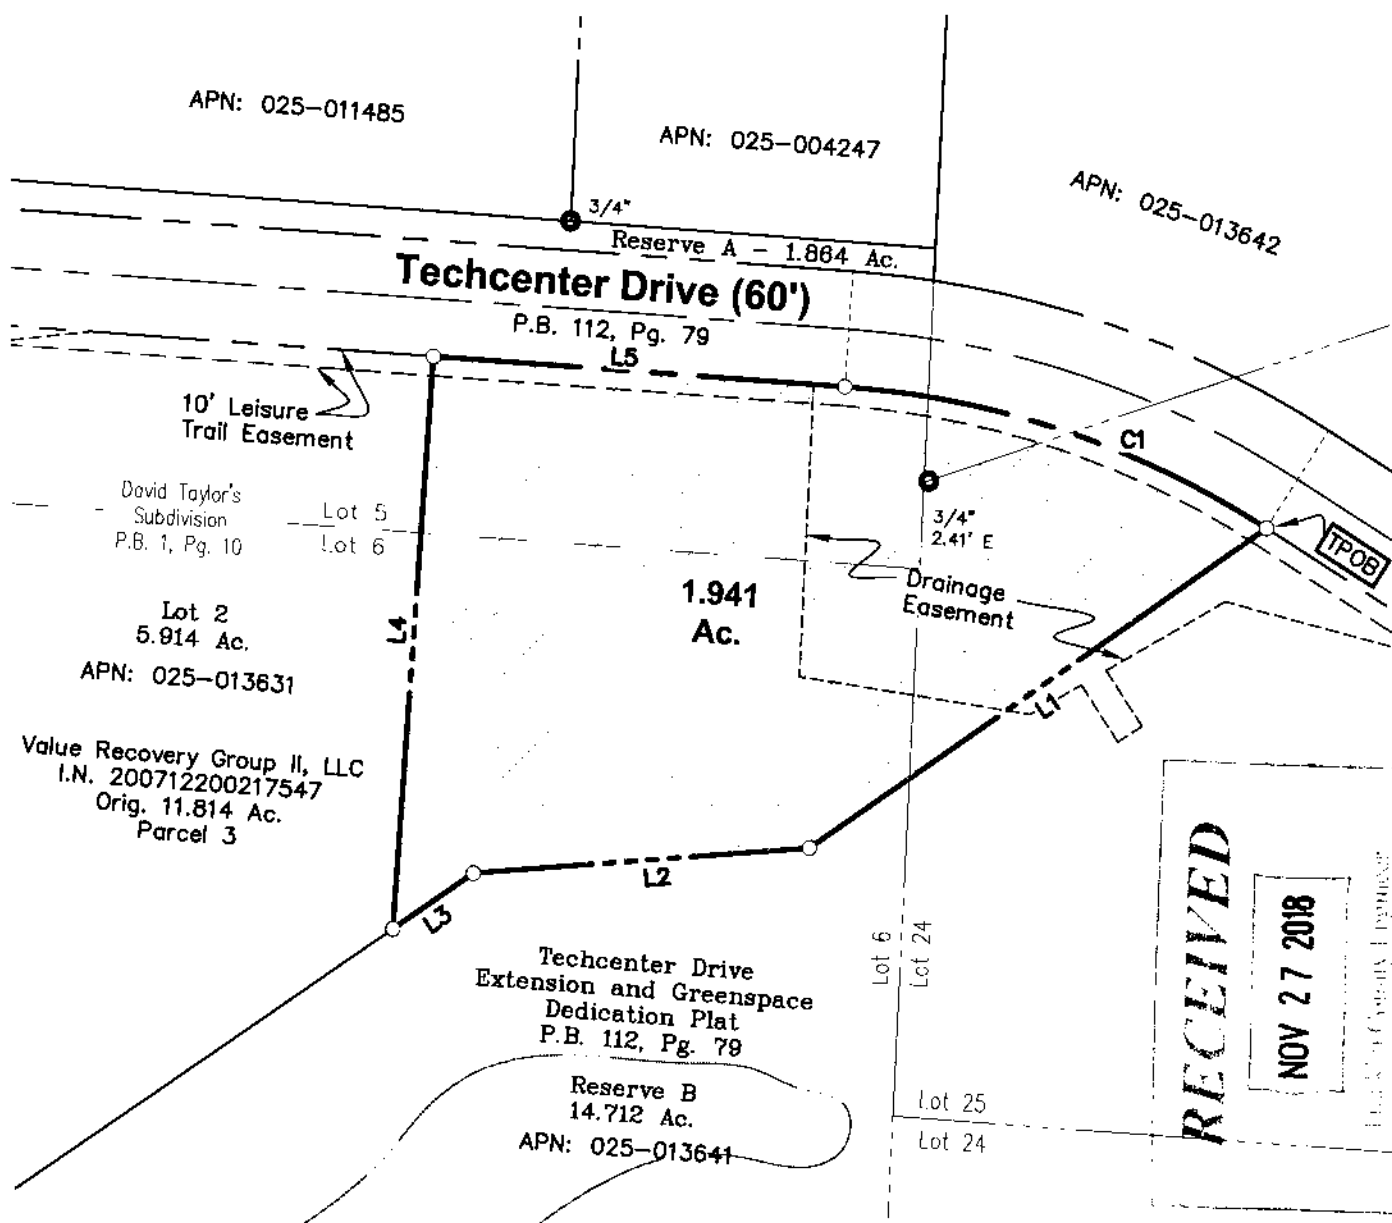 APN: 025-011485
APN: 025-004247
APN: 025-013642
3/4"
Reserve A - 1.864 Ac.
Techcenter Drive (60')
P.B. 112, Pg. 79
L5
10' Leisure
Trail Easement
C1
David Taylor's
Subdivision
P.B. 1, Pg. 10
Lot 5
Lot 6
3/4"
2.41' E
TPOB
Drainage
Easement
1.941
Ac.
Lot 2
5.914 Ac.
APN: 025-013631
L4
L1
Value Recovery Group II, LLC
I.N. 200712200217547
Orig. 11.814 Ac.
Parcel 3
L2
L3
Lot 6
Lot 24
Techcenter Drive
Extension and Greenspace
Dedication Plat
P.B. 112, Pg. 79
Reserve B
14.712 Ac.
APN: 025-013641
Lot 25
Lot 24
RECEIVED
NOV 27 2018